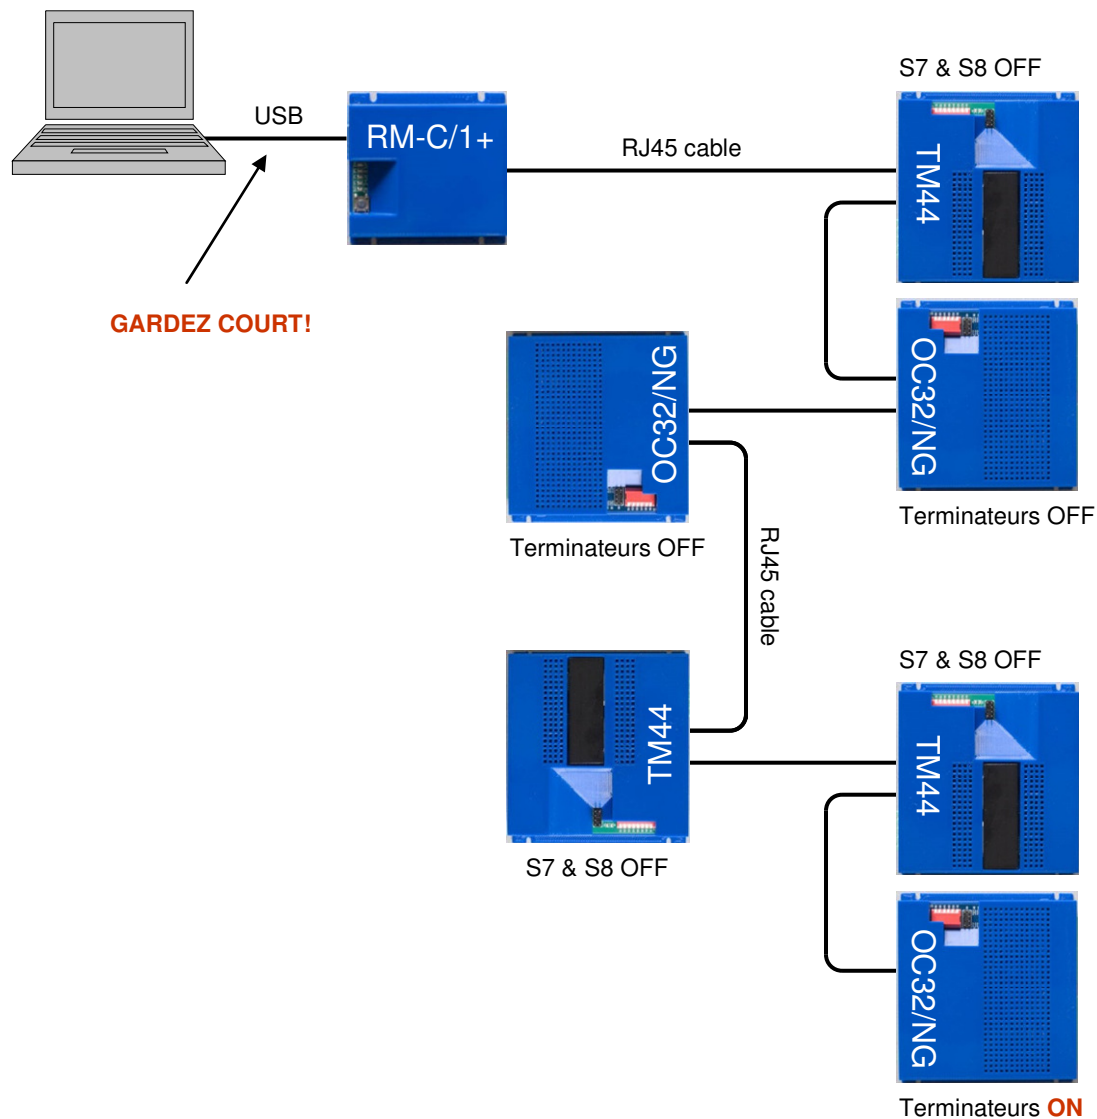 S7 & S8 OFF
USB
RM-C/1+
RJ45 cable
TM44
GARDEZ COURT!
OC32/NG
OC32/NG
Terminateurs OFF
Terminateurs OFF
RJ45 cable
S7 & S8 OFF
TM44
TM44
S7 & S8 OFF
OC32/NG
Terminateurs ON